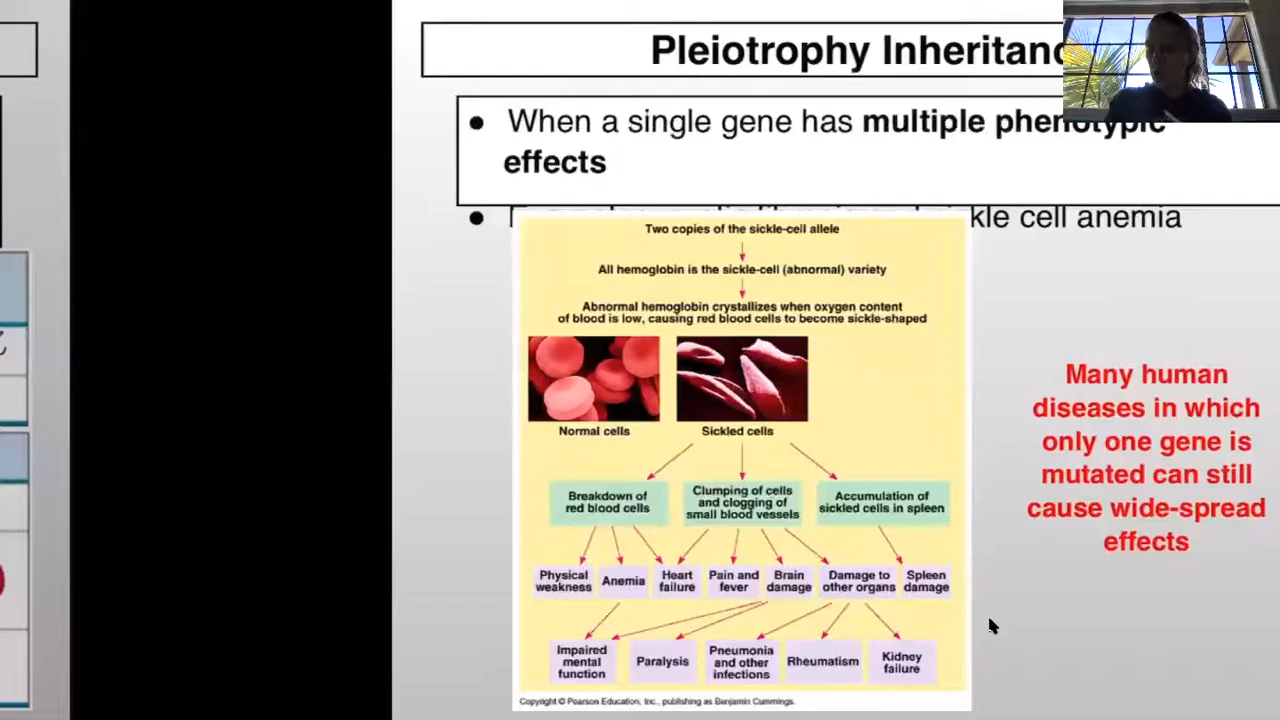 Pleiotrophy Inheritanc
● When a single gene has multiple phenotypic
effects
● kle cell anemia
Two copies of the sickle-cell allele
All hemoglobin is the sickle-cell (abnormal) variety
Abnormal hemoglobin crystallizes when oxygen content
of blood is low, causing red blood cells to become sickle-shaped
Normal cells
Sickled cells
Breakdown of
red blood cells
Clumping of cells
and clogging of
small blood vessels
Accumulation of
sickled cells in spleen
Physical
weakness
Anemia
Heart
failure
Pain and
fever
Brain
damage
Damage to
other organs
Spleen
damage
Impaired
mental
function
Paralysis
Pneumonia
and other
infections
Rheumatism
Kidney
failure
Many human
diseases in which
only one gene is
mutated can still
cause wide-spread
effects
Copyright © Pearson Education, Inc., publishing as Benjamin Cummings.